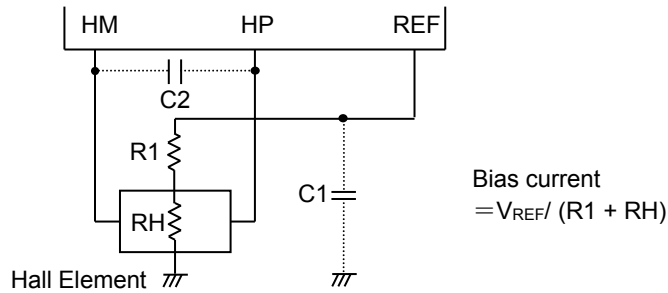 HM HP REF
C2
R1
C1
RH
Hall Element
Bias current
=VREF/ (R1 + RH)